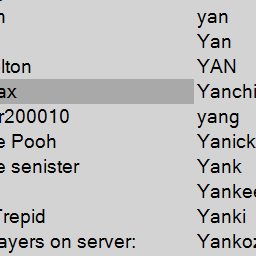 yan
Yan
lton YAN
ax Yanchi
r200010 yang
e Pooh Yanick
e senister Yank
Yankee
Trepid Yanki
ayers on server: Yankoz